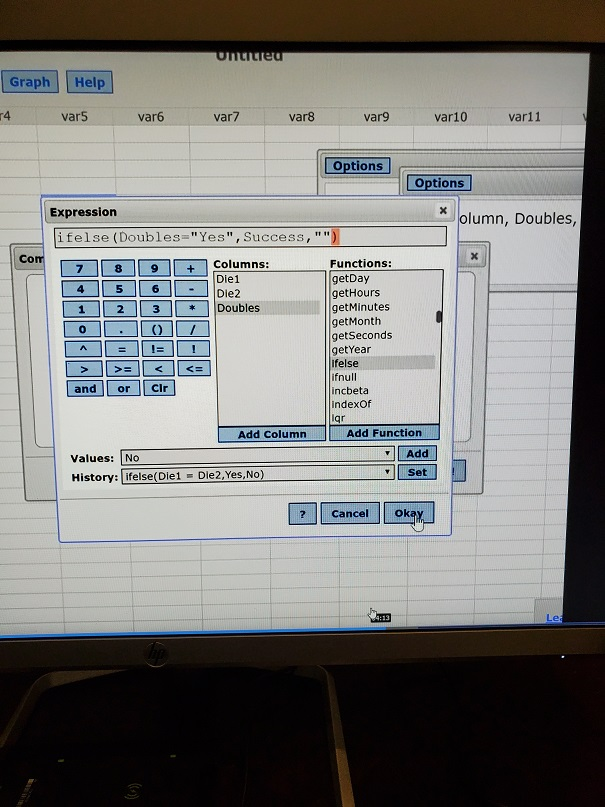 Untitled
Graph Help
var5 var6 var7 var8 var9 var10 var11
Options
Options
olumn, Doubles,
Com
Expression
ifelse(Doubles="Yes",Success,"")
7 8 9 +
4 5 6 -
1 2 3 *
0 . () /
^ = != !
> >= < <=
and or Clr
Columns:
Die1
Die2
Doubles
Add Column
Functions:
getDay
getHours
getMinutes
getMonth
getSeconds
getYear
ifelse
ifnull
incbeta
indexOf
iqr
Add Function
Values: No Add
History: ifelse(Die1 = Die2,Yes,No) Set
? Cancel Okay
:13
Lea
hp